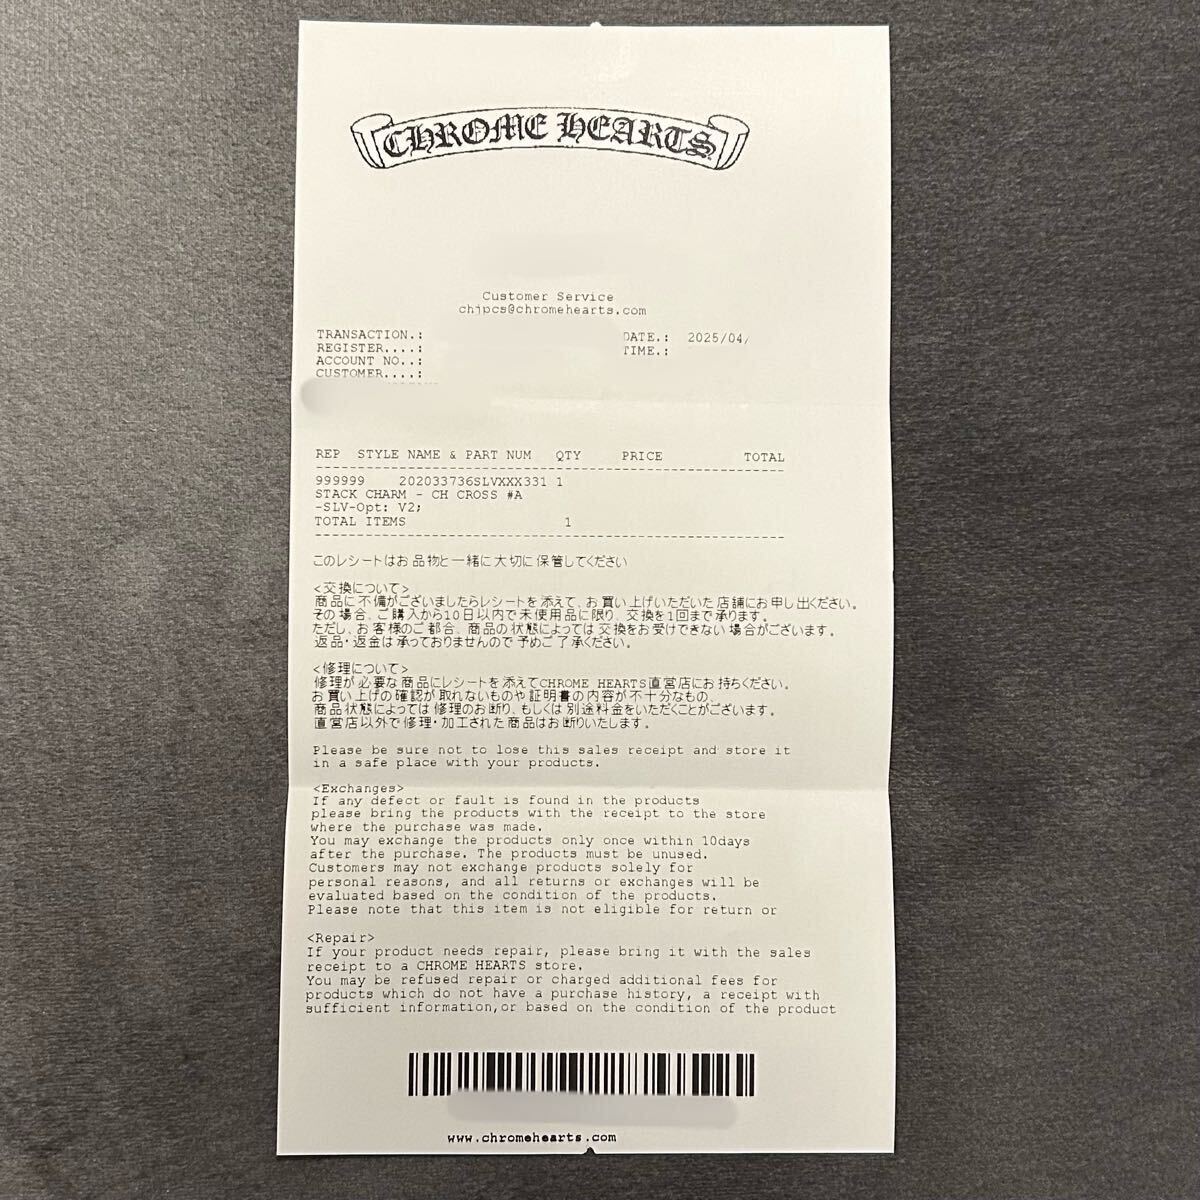 CHROME HEARTS
Customer Service
chjpcs@chromehearts.com
TRANSACTION.: DATE.: 2025/04/
REGISTER....: TIME.:
ACCOUNT NO..:
CUSTOMER....:
REP STYLE NAME & PART NUM QTY PRICE TOTAL
999999 202033736SLVXXX331 1
STACK CHARM - CH CROSS #A
-SLV-Opt: V2;
TOTAL ITEMS 1
このレシートはお品物と一緒に大切に保管してください
<交換について>
商品に不備がございましたらレシートを添えて、お買い上げいただいた店舗にお申し出ください。
その場合、ご購入から10日以内で未使用品に限り、交換を1回まで承ります。
ただし、お客様のご都合、商品の状態によっては交換をお受けできない場合がございます。
返品・返金は承っておりませんので予めご了承ください。
<修理について>
修理が必要な商品にレシートを添えてCHROME HEARTS直営店にお持ちください。
お買い上げの確認が取れないものや証明書の内容が不十分なもの、
商品状態によっては修理のお断り、もしくは別途料金をいただくことがございます。
直営店以外で修理・加工された商品はお断りいたします。
Please be sure not to lose this sales receipt and store it
in a safe place with your products.
<Exchanges>
If any defect or fault is found in the products
please bring the products with the receipt to the store
where the purchase was made.
You may exchange the products only once within 10days
after the purchase. The products must be unused.
Customers may not exchange products solely for
personal reasons, and all returns or exchanges will be
evaluated based on the condition of the products.
Please note that this item is not eligible for return or
<Repair>
If your product needs repair, please bring it with the sales
receipt to a CHROME HEARTS store.
You may be refused repair or charged additional fees for
products which do not have a purchase history, a receipt with
sufficient information,or based on the condition of the product
www.chromehearts.com